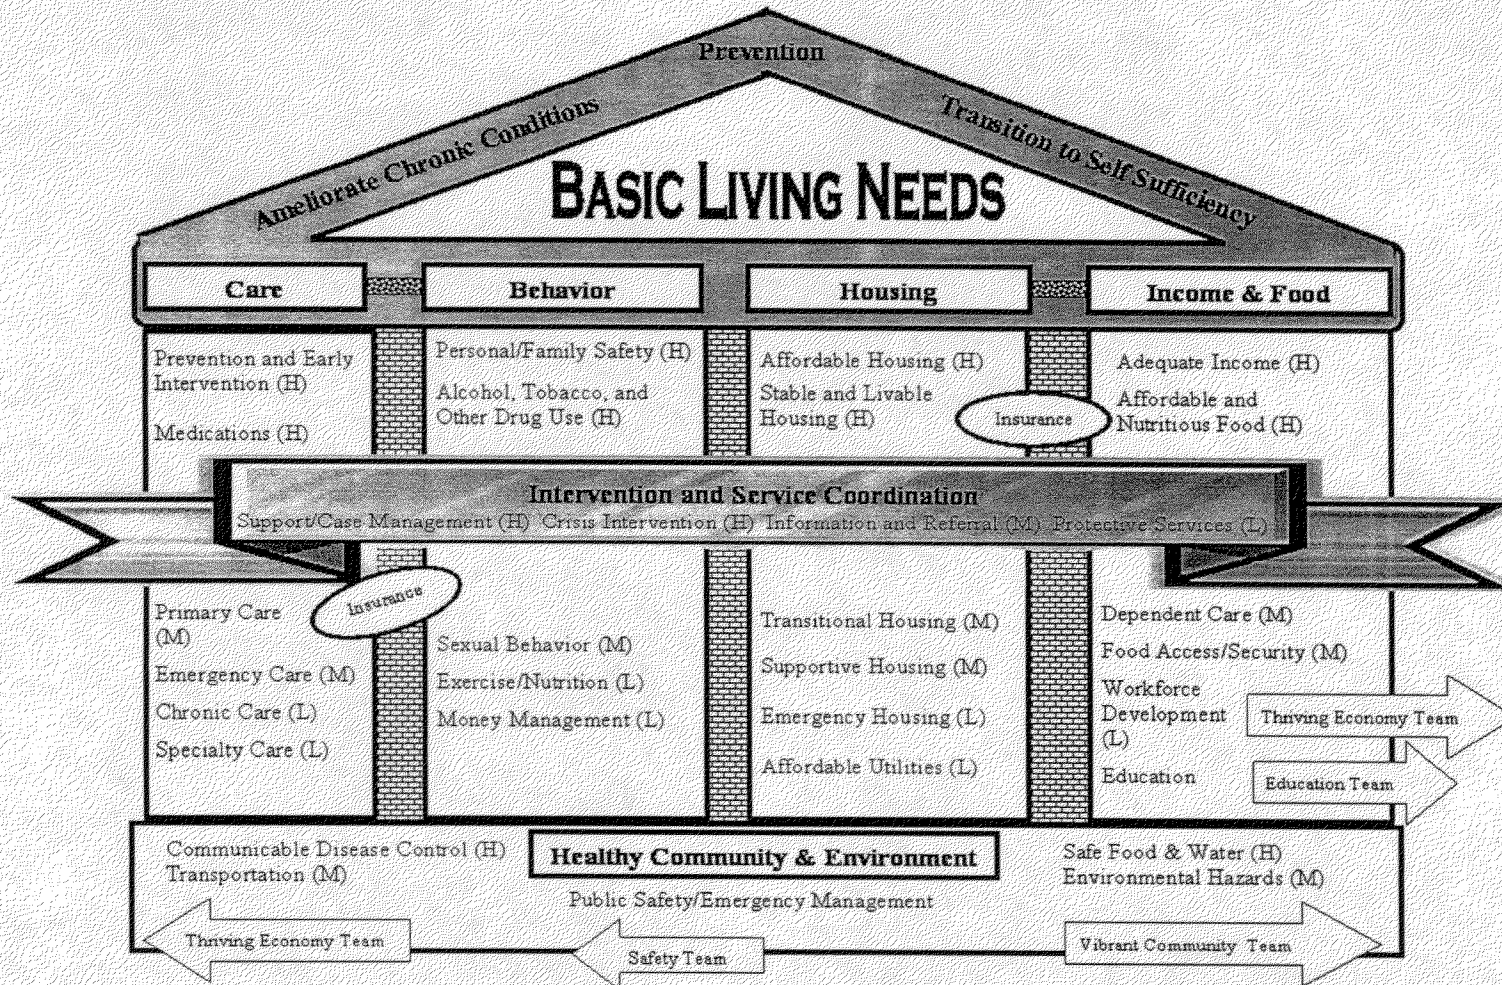 Prevention
Ameliorate Chronic Conditions
Transition to Self Sufficiency
BASIC LIVING NEEDS
Care
Behavior
Housing
Income & Food
Prevention and Early
Intervention (H)
Medications (H)
Personal/Family Safety (H)
Alcohol, Tobacco, and
Other Drug Use (H)
Affordable Housing (H)
Stable and Livable
Housing (H)
Insurance
Adequate Income (H)
Affordable and
Nutritious Food (H)
Intervention and Service Coordination
Support/Case Management (H) Crisis Intervention (H) Information and Referral (M) Protective Services (L)
Insurance
Primary Care
(M)
Emergency Care (M)
Chronic Care (L)
Specialty Care (L)
Sexual Behavior (M)
Exercise/Nutrition (L)
Money Management (L)
Transitional Housing (M)
Supportive Housing (M)
Emergency Housing (L)
Affordable Utilities (L)
Dependent Care (M)
Food Access/Security (M)
Workforce
Development
(L)
Thriving Economy Team
Education
Education Team
Communicable Disease Control (H)
Transportation (M)
Healthy Community & Environment
Public Safety/Emergency Management
Safe Food & Water (H)
Environmental Hazards (M)
Thriving Economy Team
Safety Team
Vibrant Community Team